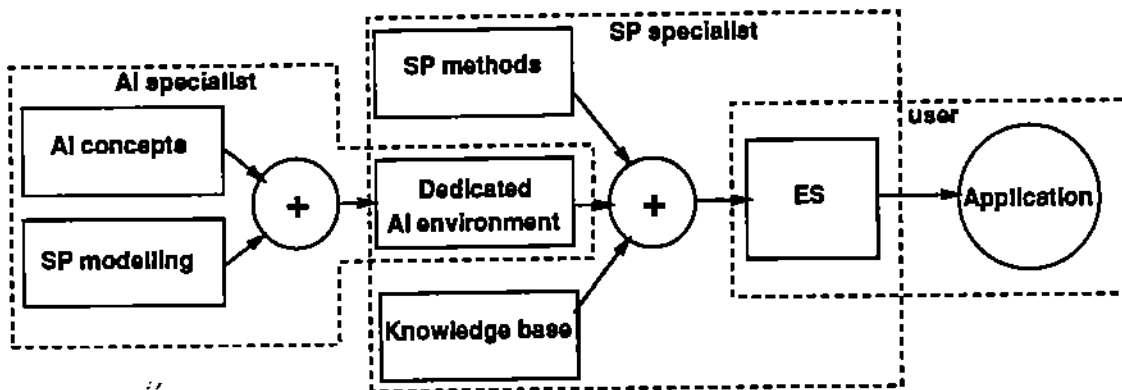 SP specialist
AI specialist
SP methods
user
AI concepts
Dedicated
AI environment
+
+
ES
Application
SP modelling
Knowledge base